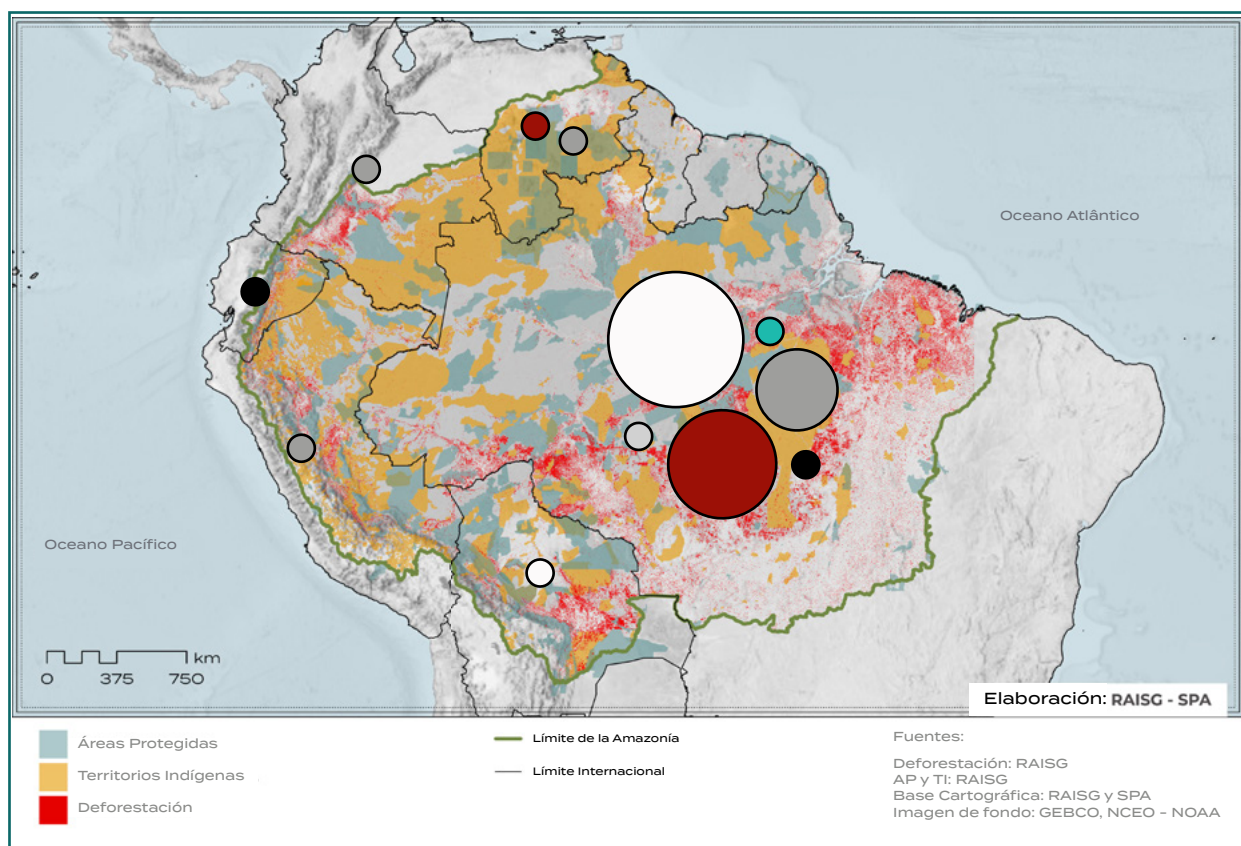 Oceano Atlântico
Oceano Pacífico
km
0 375 750
Elaboración: RAISG - SPA
Áreas Protegidas
Territorios Indígenas
Deforestación
Límite de la Amazonía
Límite Internacional
Fuentes:
Deforestación: RAISG
AP y TI: RAISG
Base Cartográfica: RAISG y SPA
Imagen de fondo: GEBCO, NCEO - NOAA